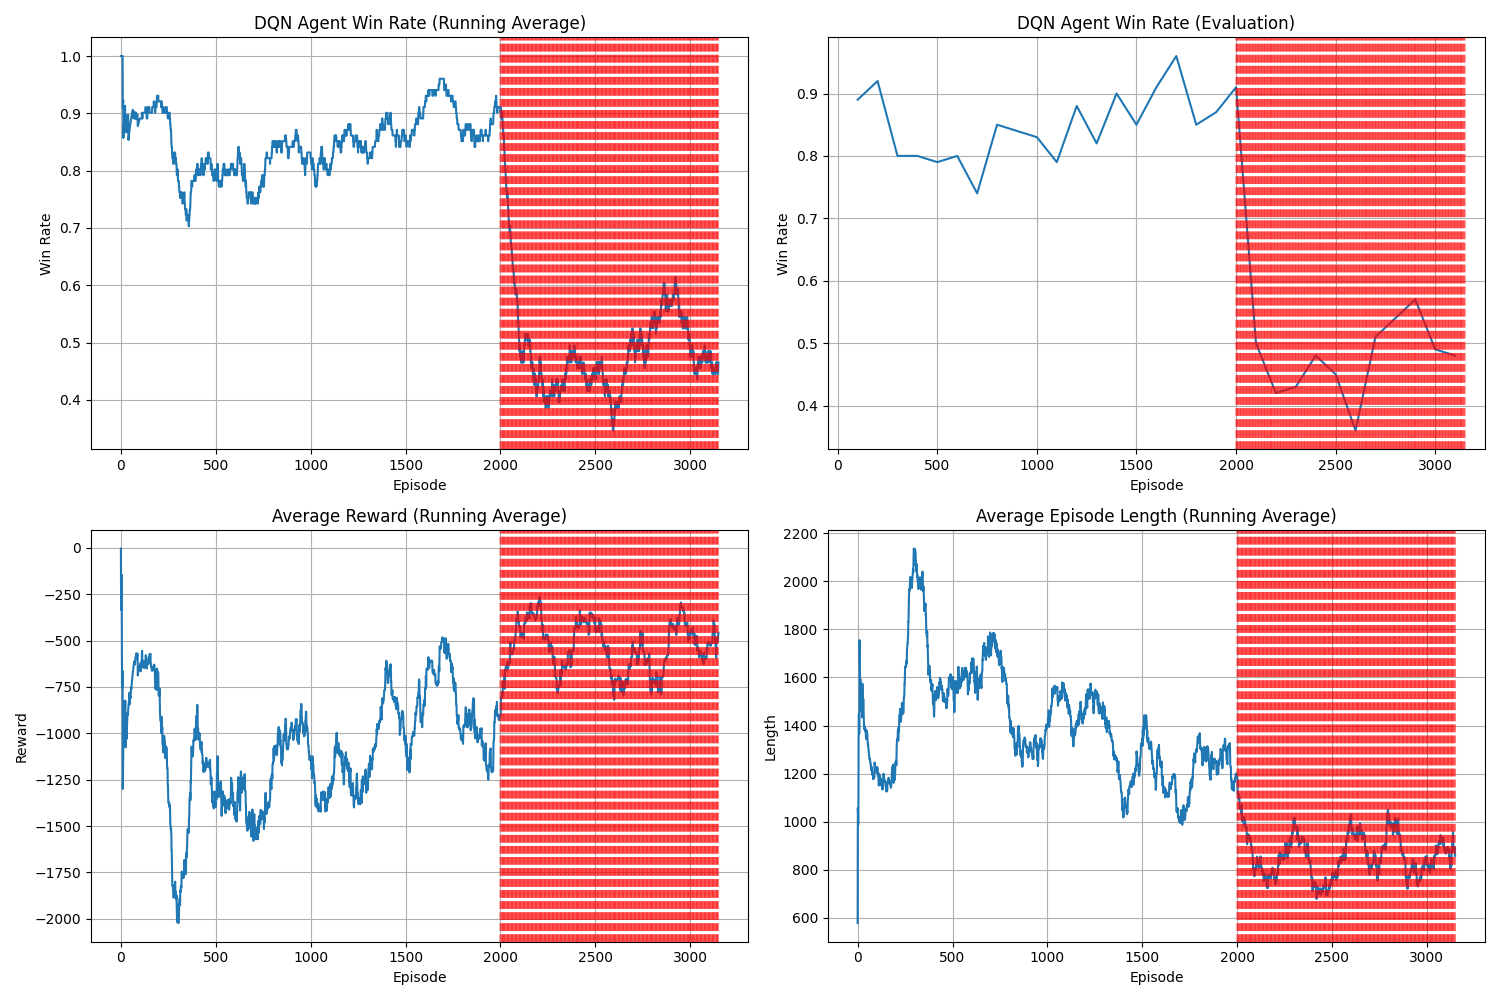 DQN Agent Win Rate (Running Average)
1.0
0.9
0.8
0.7
0.6
0.5
0.4
Win Rate
0 500 1000 1500 2000 2500 3000
Episode
DQN Agent Win Rate (Evaluation)
0.9
0.8
0.7
0.6
0.5
0.4
Win Rate
0 500 1000 1500 2000 2500 3000
Episode
Average Reward (Running Average)
0
−250
−500
−750
−1000
−1250
−1500
−1750
−2000
Reward
0 500 1000 1500 2000 2500 3000
Episode
Average Episode Length (Running Average)
2200
2000
1800
1600
1400
1200
1000
800
600
Length
0 500 1000 1500 2000 2500 3000
Episode